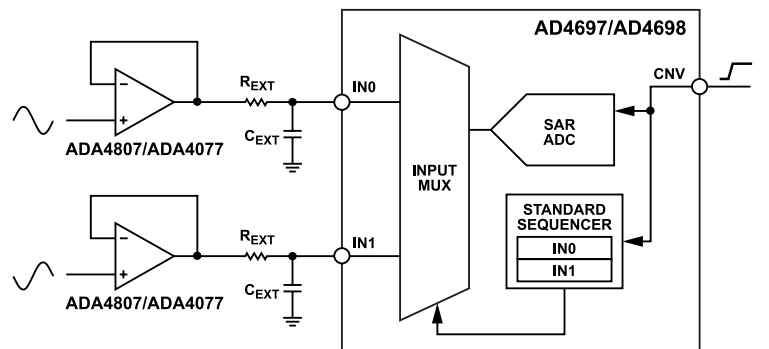 AD4697/AD4698
CNV
R_EXT
IN0
C_EXT
ADA4807/ADA4077
SAR
ADC
INPUT
MUX
STANDARD
SEQUENCER
IN0
IN1
R_EXT
IN1
C_EXT
ADA4807/ADA4077